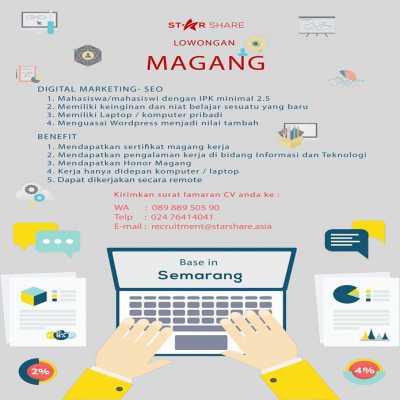 ST★R SHARE
LOWONGAN
MAGANG
DIGITAL MARKETING- SEO
1. Mahasiswa/mahasiswi dengan IPK minimal 2.5
2. Memiliki keinginan dan niat belajar sesuatu yang baru
3. Memiliki Laptop / komputer pribadi
4. Menguasai Wordpress menjadi nilai tambah
BENEFIT
1. Mendapatkan sertifikat magang kerja
2. Mendapatkan pengalaman kerja di bidang Informasi dan Teknologi
3. Mendapatkan Honor Magang
4. Kerja hanya didepan komputer / laptop
5. Dapat dikerjakan secara remote
Kirimkan surat lamaran CV anda ke :
WA : 089 889 505 90
Telp : 024 76414041
E-mail : recruitment@starshare.asia
Base in
Semarang
2%
4%